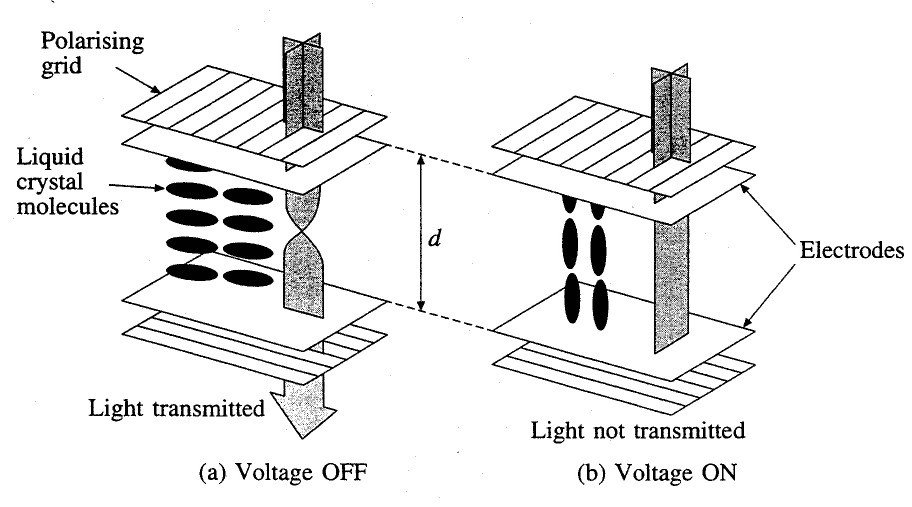 Polarising
grid
Liquid
crystal
molecules
d
Electrodes
Light transmitted
Light not transmitted
(a) Voltage OFF
(b) Voltage ON